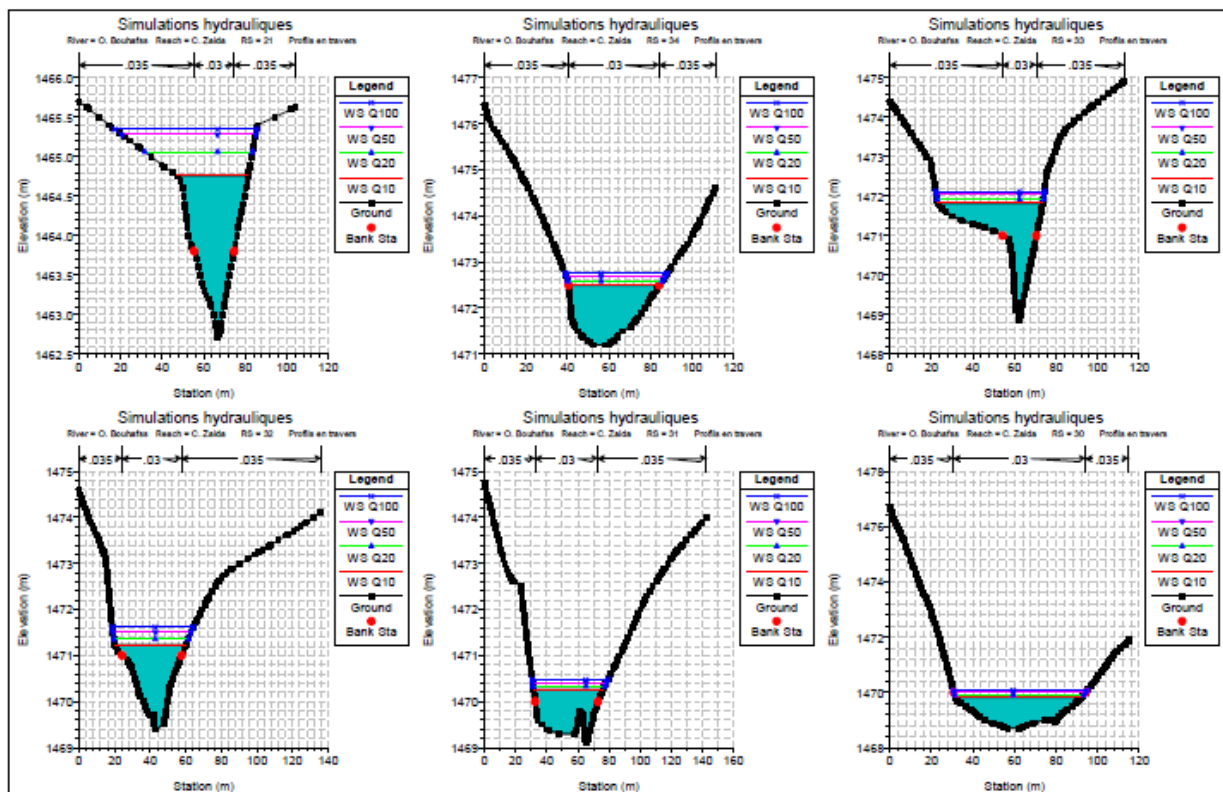 Simulations hydrauliques
River = O. Bouhafss Reach = C. Zaida RS = 21 Profils en travers
.035 .03 .035
Elevation (m)
1466.0
1465.5
1465.0
1464.5
1464.0
1463.5
1463.0
1462.5
0 20 40 60 80 100 120
Station (m)
Legend
WS Q100
WS Q50
WS Q20
WS Q10
Ground
Bank Sta
Simulations hydrauliques
River = O. Bouhafss Reach = C. Zaida RS = 34 Profils en travers
.035 .03 .035
Elevation (m)
1477
1476
1475
1474
1473
1472
1471
0 20 40 60 80 100 120
Station (m)
Legend
WS Q100
WS Q50
WS Q20
WS Q10
Ground
Bank Sta
Simulations hydrauliques
River = O. Bouhafss Reach = C. Zaida RS = 33 Profils en travers
.035 .03 .035
Elevation (m)
1475
1474
1473
1472
1471
1470
1469
1468
0 20 40 60 80 100 120
Station (m)
Legend
WS Q100
WS Q50
WS Q20
WS Q10
Ground
Bank Sta
Simulations hydrauliques
River = O. Bouhafss Reach = C. Zaida RS = 32 Profils en travers
.035 .03 .035
Elevation (m)
1475
1474
1473
1472
1471
1470
1469
0 20 40 60 80 100 120 140
Station (m)
Legend
WS Q100
WS Q50
WS Q20
WS Q10
Ground
Bank Sta
Simulations hydrauliques
River = O. Bouhafss Reach = C. Zaida RS = 31 Profils en travers
.035 .03 .035
Elevation (m)
1475
1474
1473
1472
1471
1470
1469
0 20 40 60 80 100 120 140 160
Station (m)
Legend
WS Q100
WS Q50
WS Q20
WS Q10
Ground
Bank Sta
Simulations hydrauliques
River = O. Bouhafss Reach = C. Zaida RS = 30 Profils en travers
.035 .03 .035
Elevation (m)
1478
1476
1474
1472
1470
1468
0 20 40 60 80 100 120
Station (m)
Legend
WS Q100
WS Q50
WS Q20
WS Q10
Ground
Bank Sta